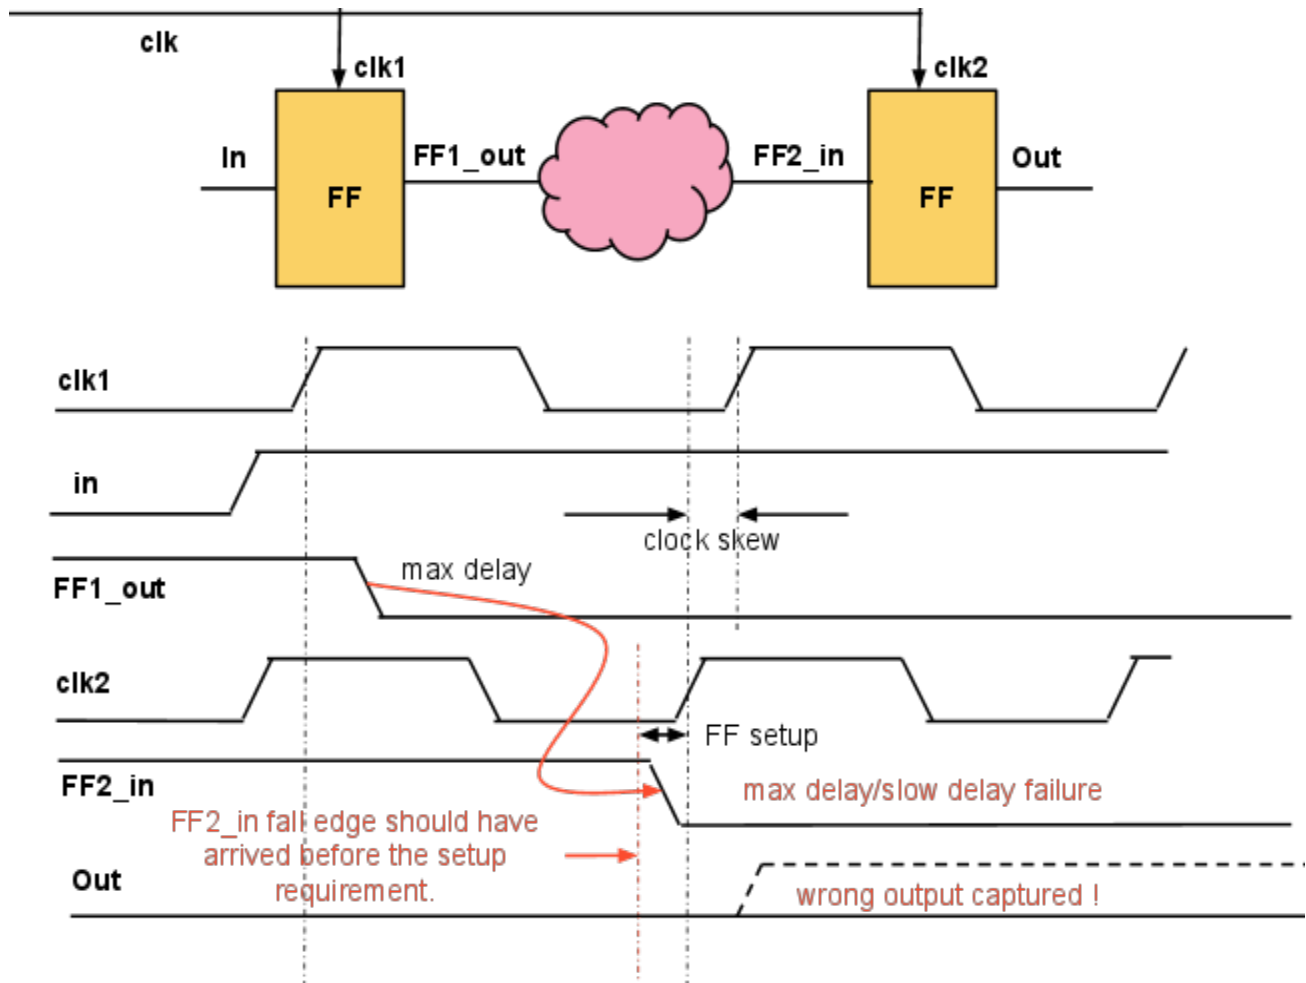 clk
clk1
clk2
In
FF1_out
FF2_in
Out
FF
FF
clk1
in
clock skew
max delay
FF1_out
clk2
FF setup
FF2_in
max delay/slow delay failure
FF2_in fall edge should have
arrived before the setup
requirement.
Out
wrong output captured !